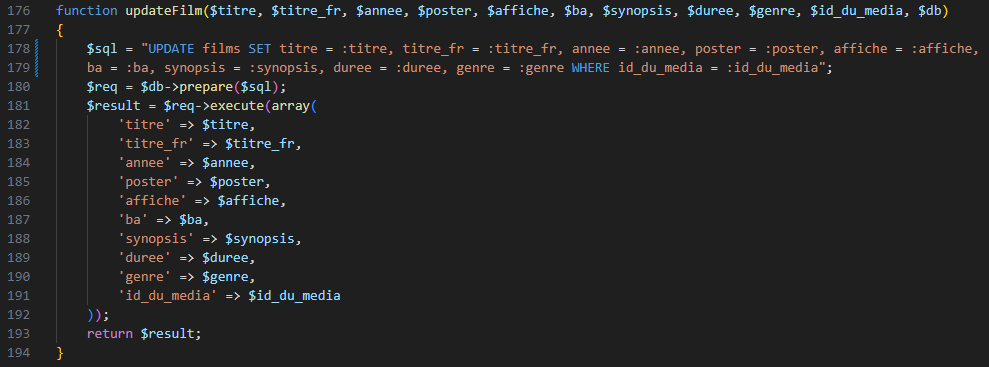 176 function updateFilm($titre, $titre_fr, $annee, $poster, $affiche, $ba, $synopsis, $duree, $genre, $id_du_media, $db)
177 {
178     $sql = "UPDATE films SET titre = :titre, titre_fr = :titre_fr, annee = :annee, poster = :poster, affiche = :affiche,
179     ba = :ba, synopsis = :synopsis, duree = :duree, genre = :genre WHERE id_du_media = :id_du_media";
180     $req = $db->prepare($sql);
181     $result = $req->execute(array(
182         'titre' => $titre,
183         'titre_fr' => $titre_fr,
184         'annee' => $annee,
185         'poster' => $poster,
186         'affiche' => $affiche,
187         'ba' => $ba,
188         'synopsis' => $synopsis,
189         'duree' => $duree,
190         'genre' => $genre,
191         'id_du_media' => $id_du_media
192     ));
193     return $result;
194 }